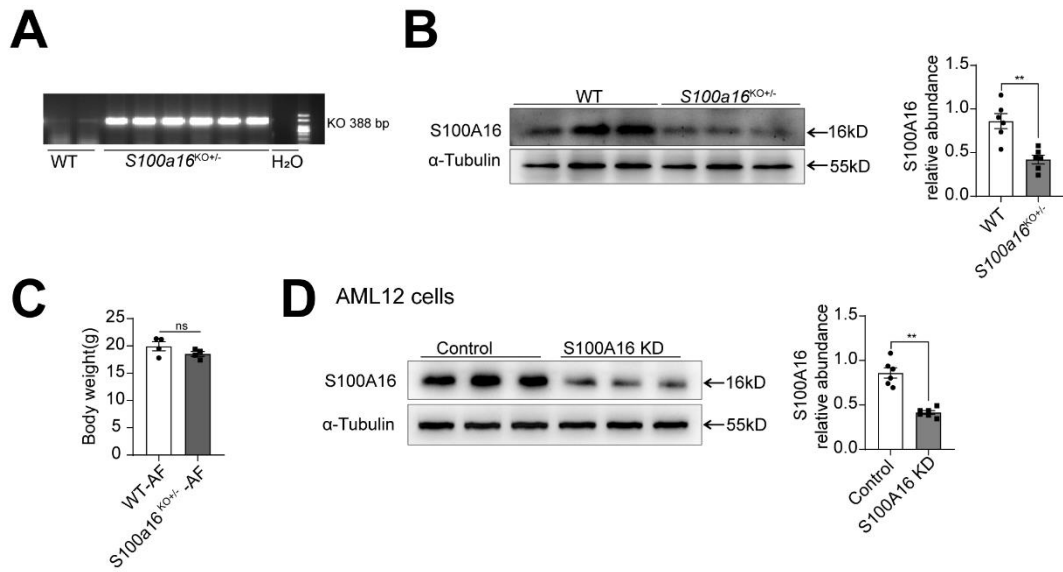 A
KO 388 bp
WT
S100a16KO+/-
H₂O
B
WT
S100a16KO+/-
S100A16
16kD
α-Tubulin
55kD
S100A16
relative abundance
1.5
1.0
0.5
0.0
**
WT
S100a16KO+/-
C
Body weight(g)
25
20
15
10
5
0
ns
WT-AF
S100a16 KO+/- -AF
D
AML12 cells
Control
S100A16 KD
S100A16
16kD
α-Tubulin
55kD
S100A16
relative abundance
1.5
1.0
0.5
0.0
**
Control
S100A16 KD